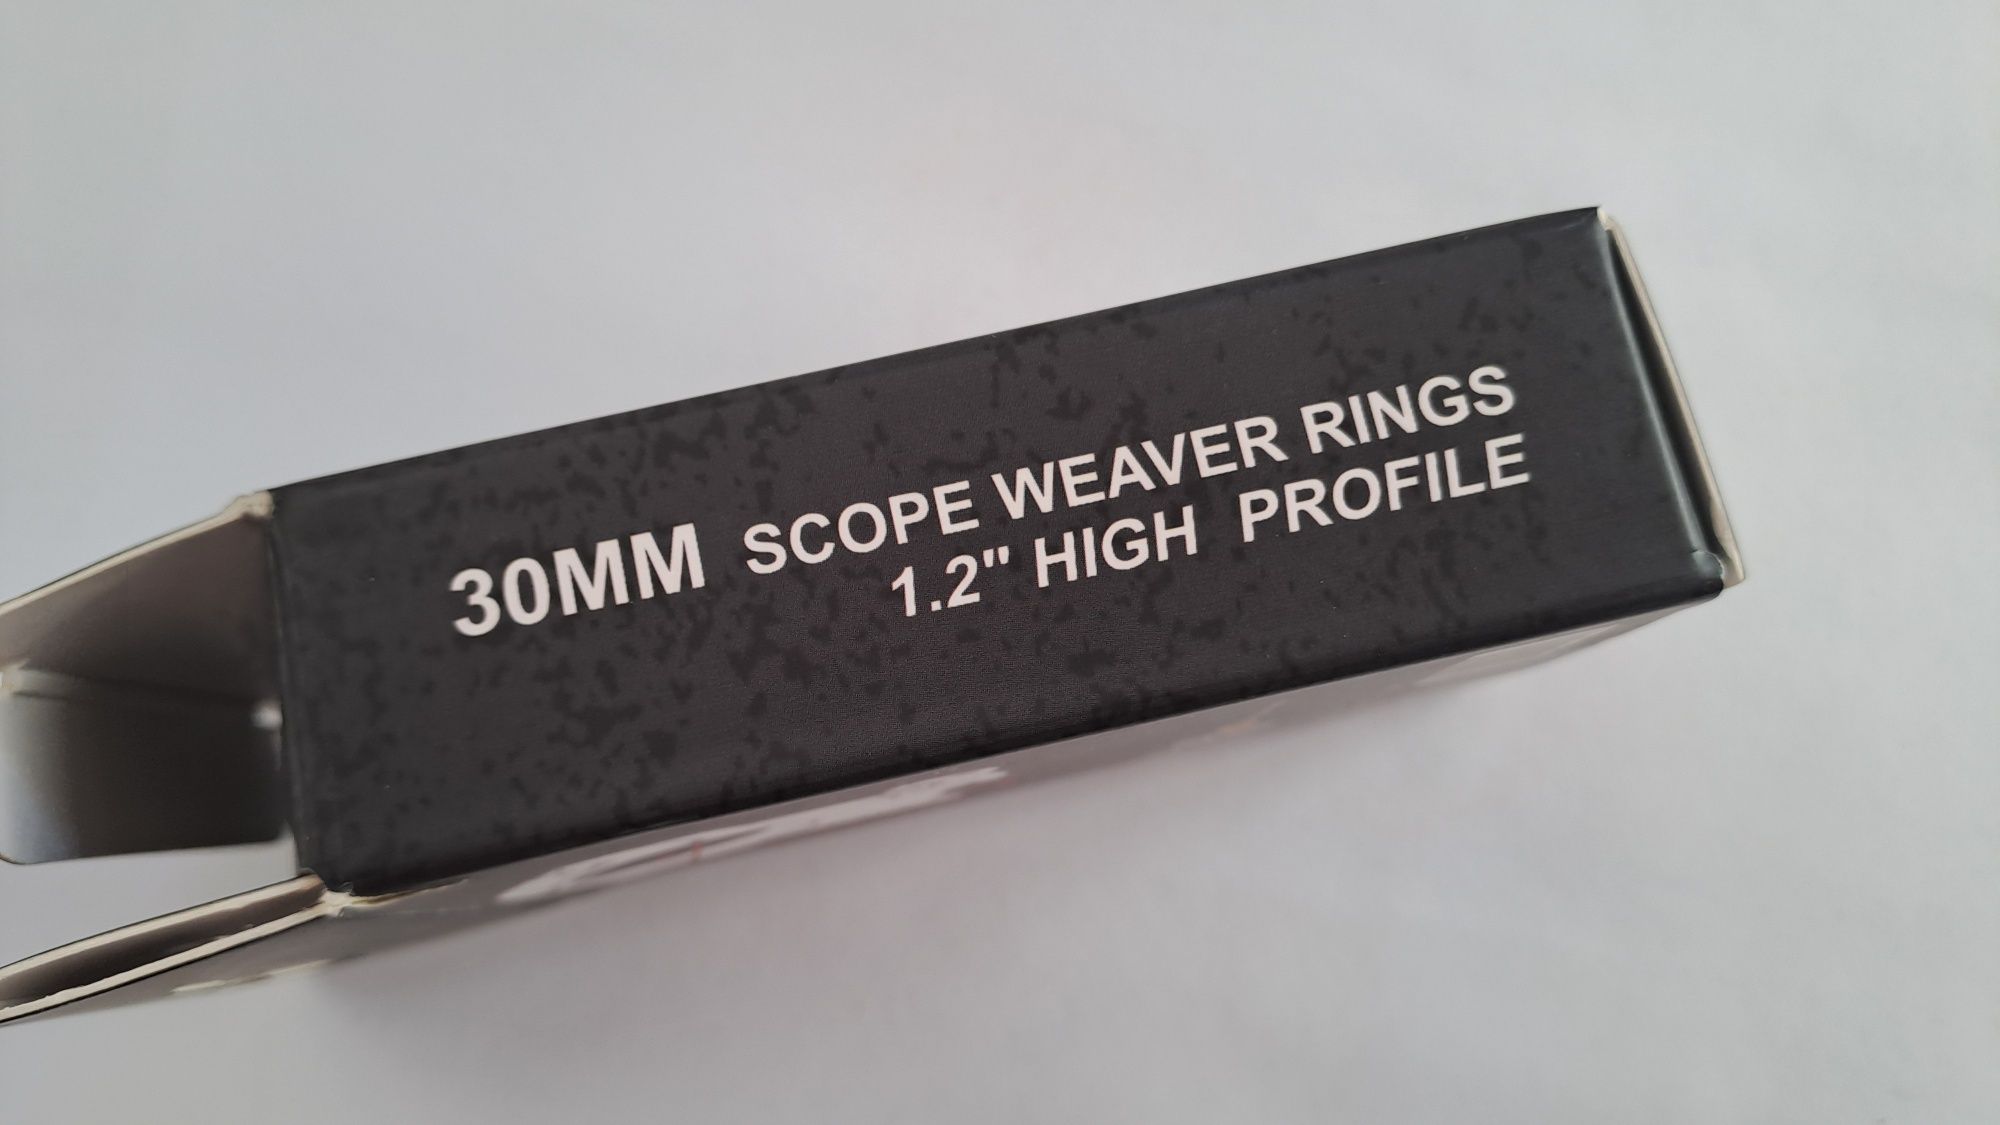 30MM SCOPE WEAVER RINGS
1.2" HIGH PROFILE